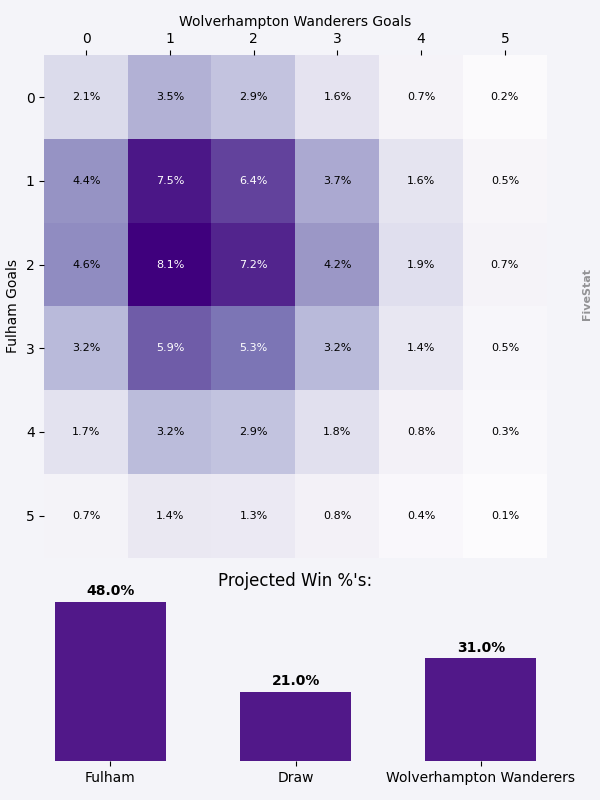 Wolverhampton Wanderers Goals
0 1 2 3 4 5
0 2.1% 3.5% 2.9% 1.6% 0.7% 0.2%
1 4.4% 7.5% 6.4% 3.7% 1.6% 0.5%
2 4.6% 8.1% 7.2% 4.2% 1.9% 0.7%
3 3.2% 5.9% 5.3% 3.2% 1.4% 0.5%
4 1.7% 3.2% 2.9% 1.8% 0.8% 0.3%
5 0.7% 1.4% 1.3% 0.8% 0.4% 0.1%
Fulham Goals
FiveStat
Projected Win %'s:
48.0% 21.0% 31.0%
Fulham Draw Wolverhampton Wanderers